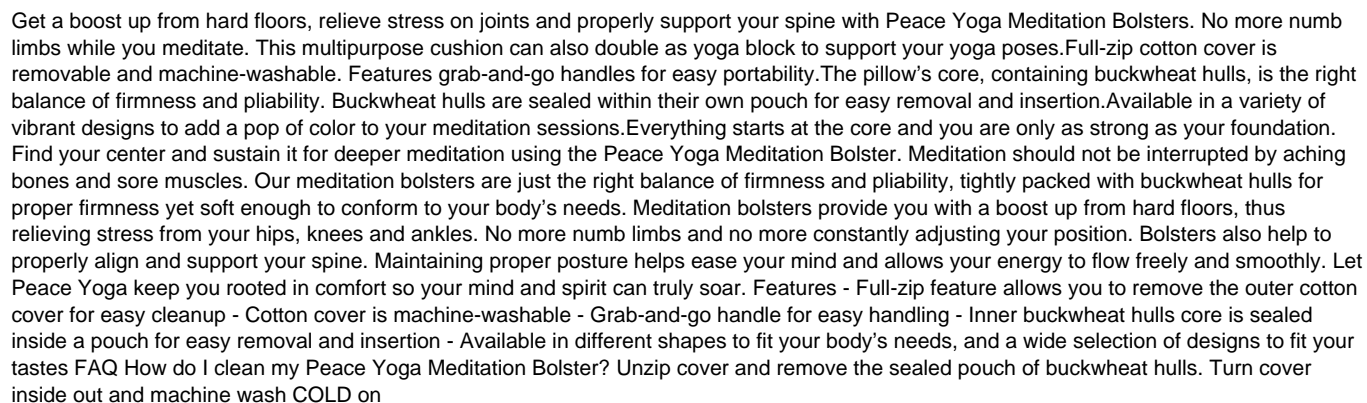 Get a boost up from hard floors, relieve stress on joints and properly support your spine with Peace Yoga Meditation Bolsters. No more numb
limbs while you meditate. This multipurpose cushion can also double as yoga block to support your yoga poses.Full-zip cotton cover is
removable and machine-washable. Features grab-and-go handles for easy portability.The pillow's core, containing buckwheat hulls, is the right
balance of firmness and pliability. Buckwheat hulls are sealed within their own pouch for easy removal and insertion.Available in a variety of
vibrant designs to add a pop of color to your meditation sessions.Everything starts at the core and you are only as strong as your foundation.
Find your center and sustain it for deeper meditation using the Peace Yoga Meditation Bolster. Meditation should not be interrupted by aching
bones and sore muscles. Our meditation bolsters are just the right balance of firmness and pliability, tightly packed with buckwheat hulls for
proper firmness yet soft enough to conform to your body's needs. Meditation bolsters provide you with a boost up from hard floors, thus
relieving stress from your hips, knees and ankles. No more numb limbs and no more constantly adjusting your position. Bolsters also help to
properly align and support your spine. Maintaining proper posture helps ease your mind and allows your energy to flow freely and smoothly. Let
Peace Yoga keep you rooted in comfort so your mind and spirit can truly soar. Features - Full-zip feature allows you to remove the outer cotton
cover for easy cleanup - Cotton cover is machine-washable - Grab-and-go handle for easy handling - Inner buckwheat hulls core is sealed
inside a pouch for easy removal and insertion - Available in different shapes to fit your body's needs, and a wide selection of designs to fit your
tastes FAQ How do I clean my Peace Yoga Meditation Bolster? Unzip cover and remove the sealed pouch of buckwheat hulls. Turn cover
inside out and machine wash COLD on